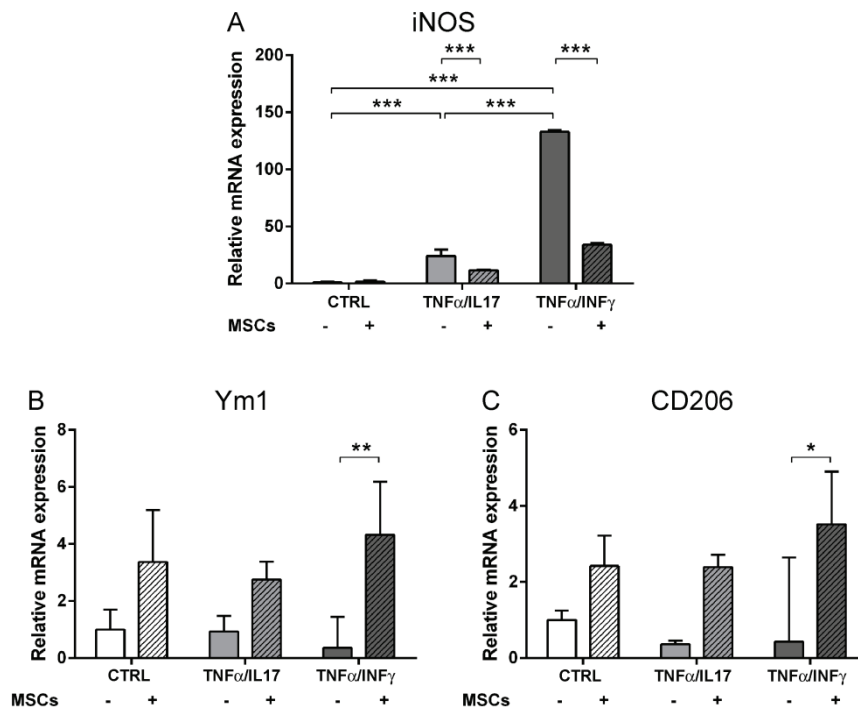 A
iNOS
Relative mRNA expression
200
150
100
50
0
***
***
***
***
***
CTRL
TNFα/IL17
TNFα/INFγ
MSCs - + - + - +
B
Ym1
Relative mRNA expression
8
6
4
2
0
**
CTRL
TNFα/IL17
TNFα/INFγ
MSCs - + - + - +
C
CD206
Relative mRNA expression
6
4
2
0
*
CTRL
TNFα/IL17
TNFα/INFγ
MSCs - + - + - +